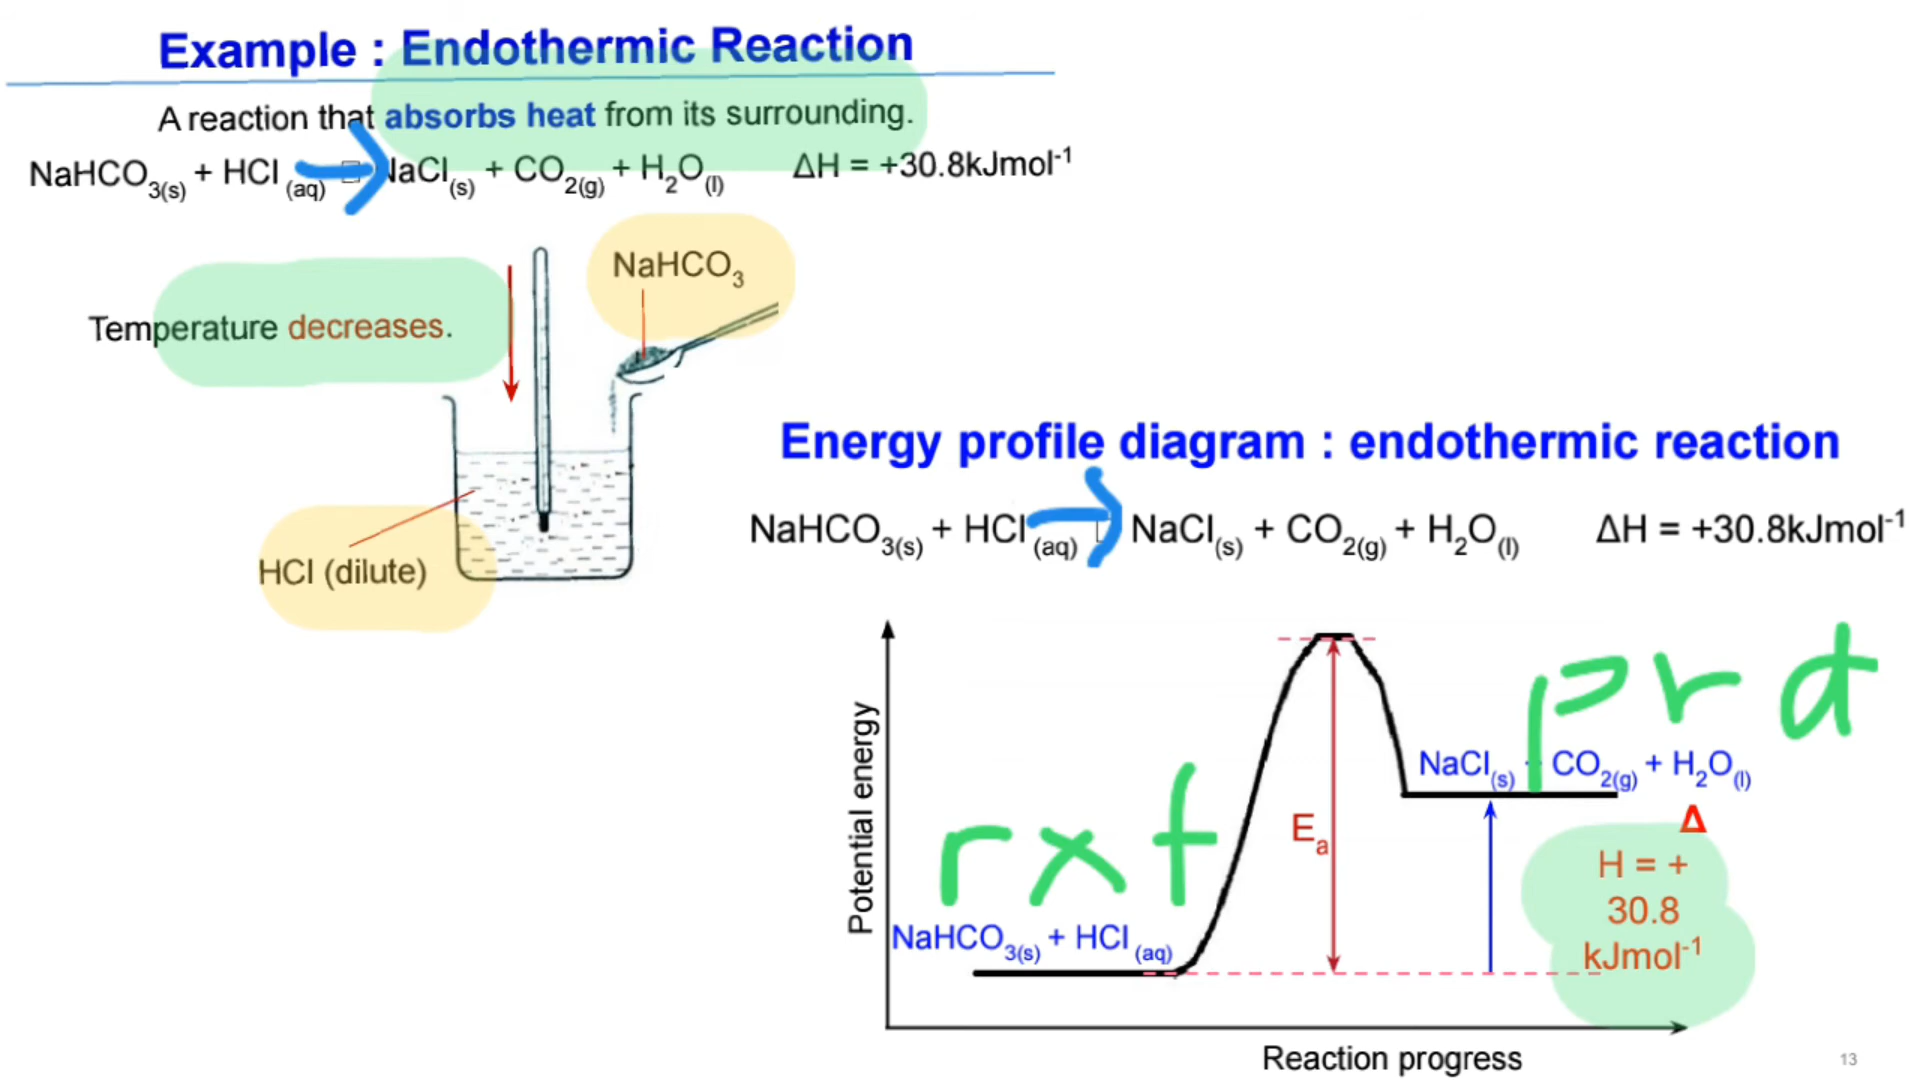 Example : Endothermic Reaction
A reaction that absorbs heat from its surrounding.
NaHCO3(s) + HCl (aq) → NaCl(s) + CO2(g) + H2O(l) ΔH = +30.8kJmol-1
NaHCO3
Temperature decreases.
HCl (dilute)
Energy profile diagram : endothermic reaction
NaHCO3(s) + HCl (aq) → NaCl(s) + CO2(g) + H2O(l) ΔH = +30.8kJmol-1
prd
NaCl(s) + CO2(g) + H2O(l)
Potential energy
rxt
Ea
Δ
H = +
30.8
kJmol-1
NaHCO3(s) + HCl (aq)
Reaction progress
13